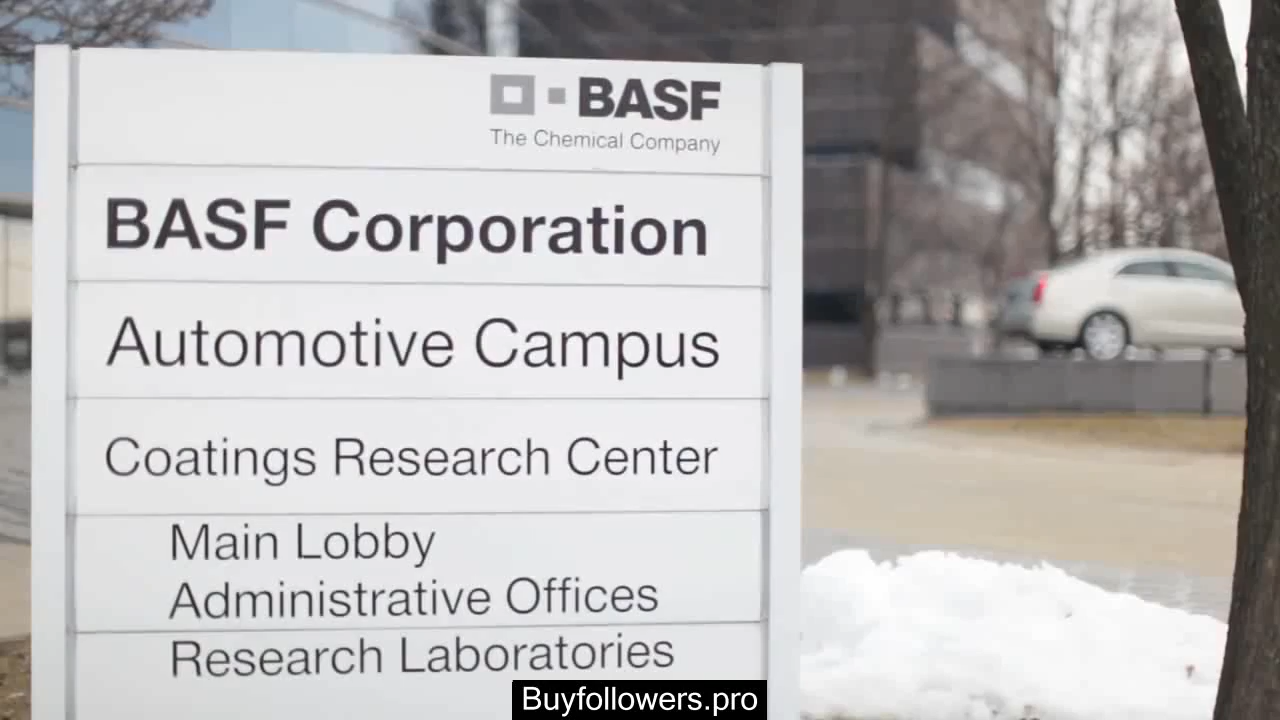 BASF
The Chemical Company
BASF Corporation
Automotive Campus
Coatings Research Center
Main Lobby
Administrative Offices
Research Laboratories
Buyfollowers.pro